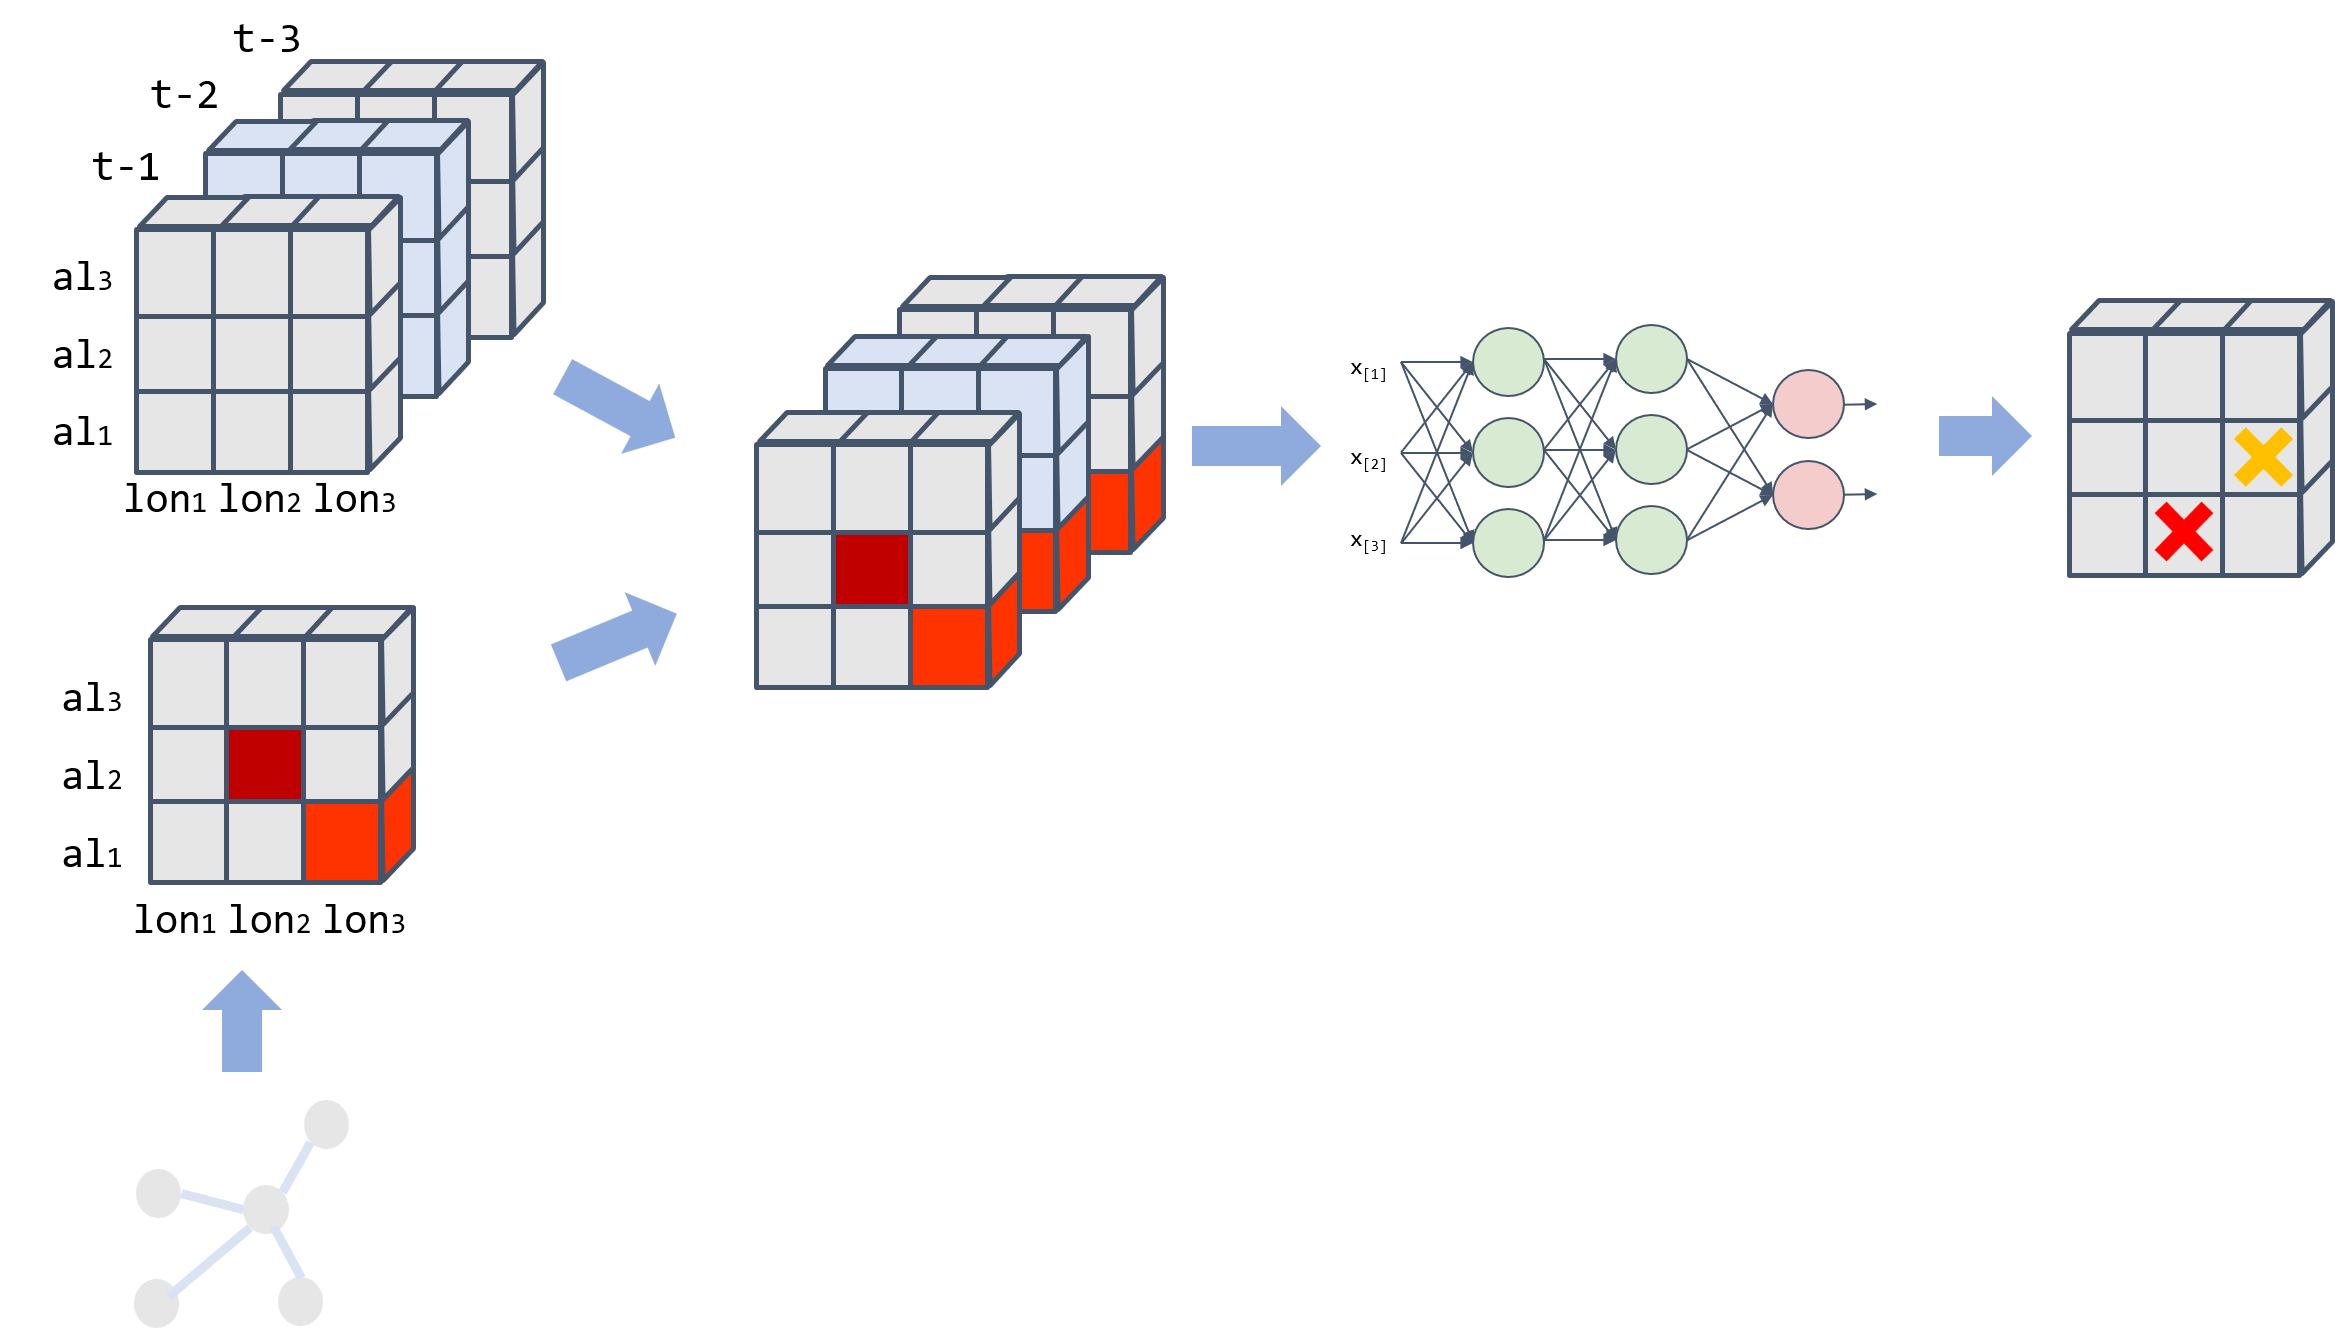 t-3
t-2
t-1
al3
al2
al1
lon1 lon2 lon3
al3
al2
al1
lon1 lon2 lon3
x[1]
x[2]
x[3]